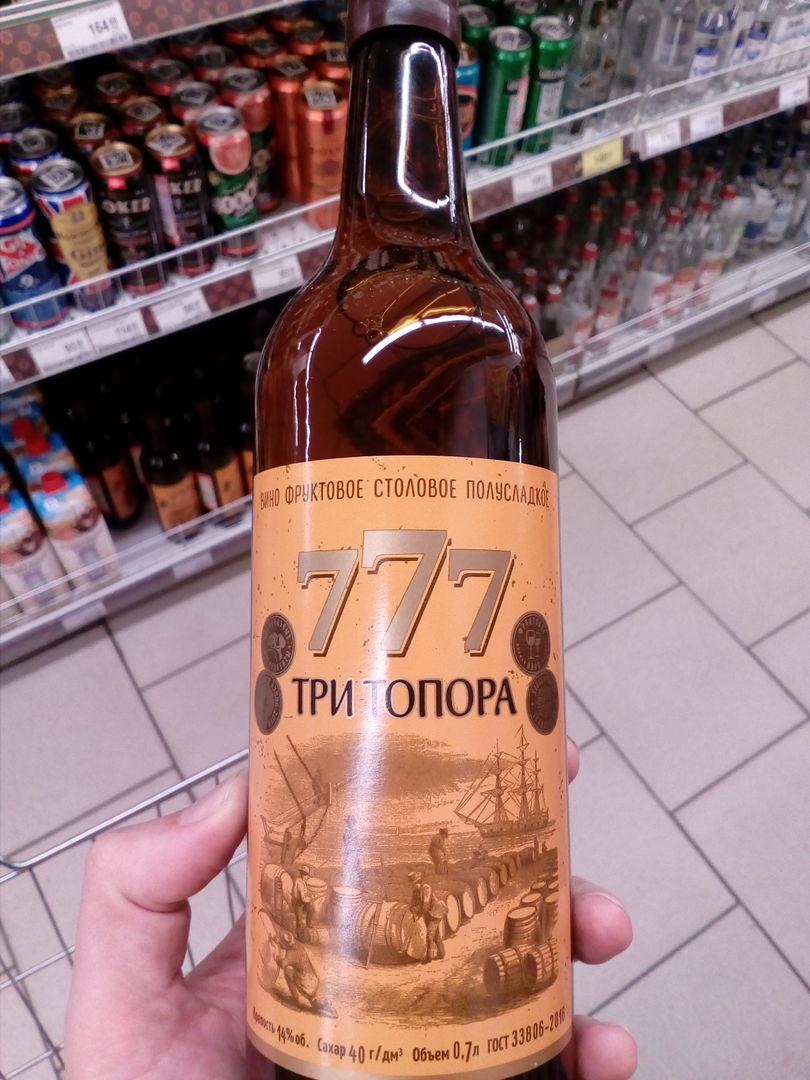 164
ВИНО ФРУКТОВОЕ СТОЛОВОЕ ПОЛУСЛАДКОЕ
777
ТРИ ТОПОРА
Крепость 14% об. Сахар 40 г/дм³ Объем 0,7л ГОСТ 33806-2016